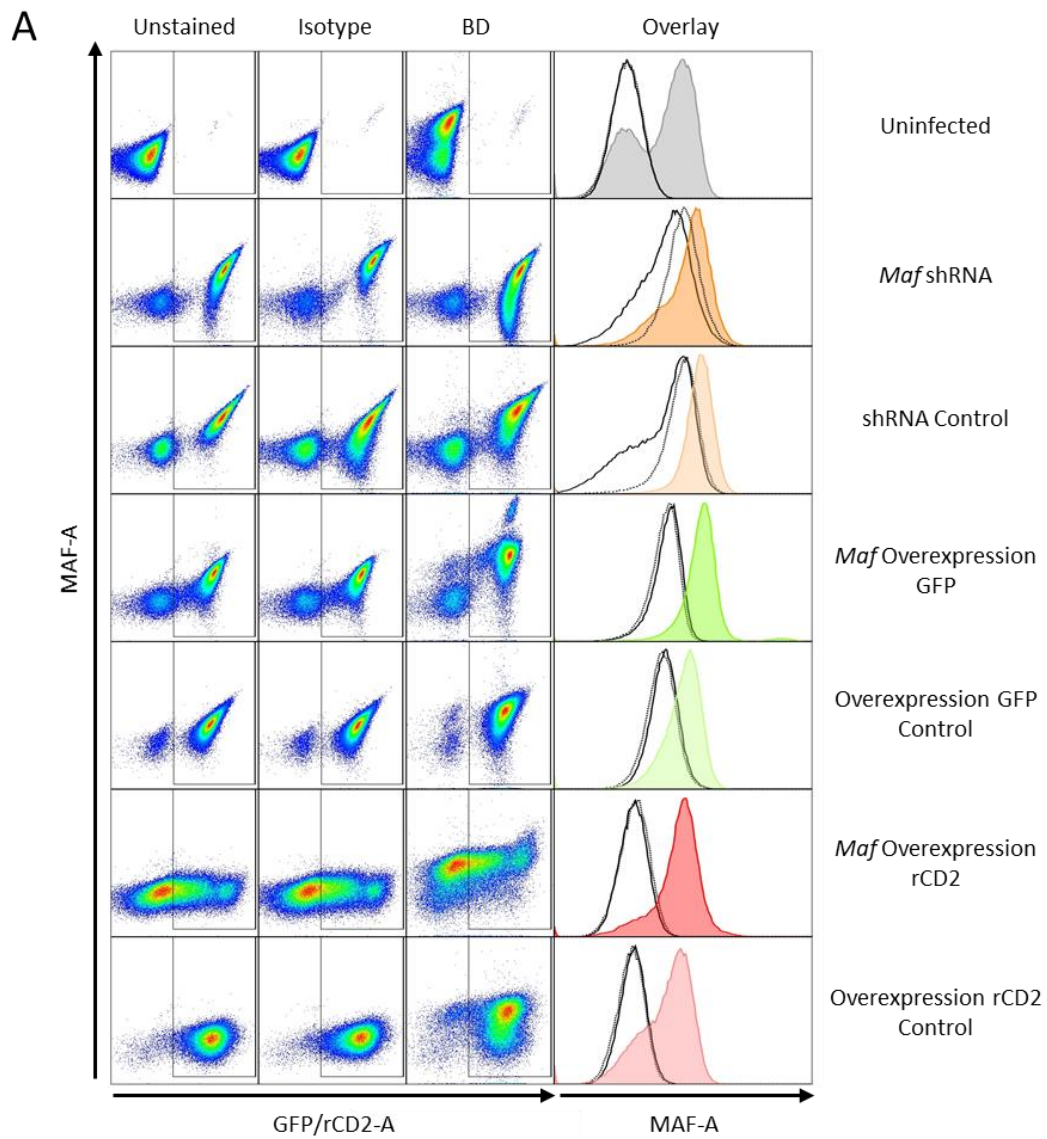 A
Unstained Isotype BD Overlay
Uninfected
Maf shRNA
shRNA Control
Maf Overexpression
GFP
Overexpression GFP
Control
Maf Overexpression
rCD2
Overexpression rCD2
Control
MAF-A
GFP/rCD2-A MAF-A